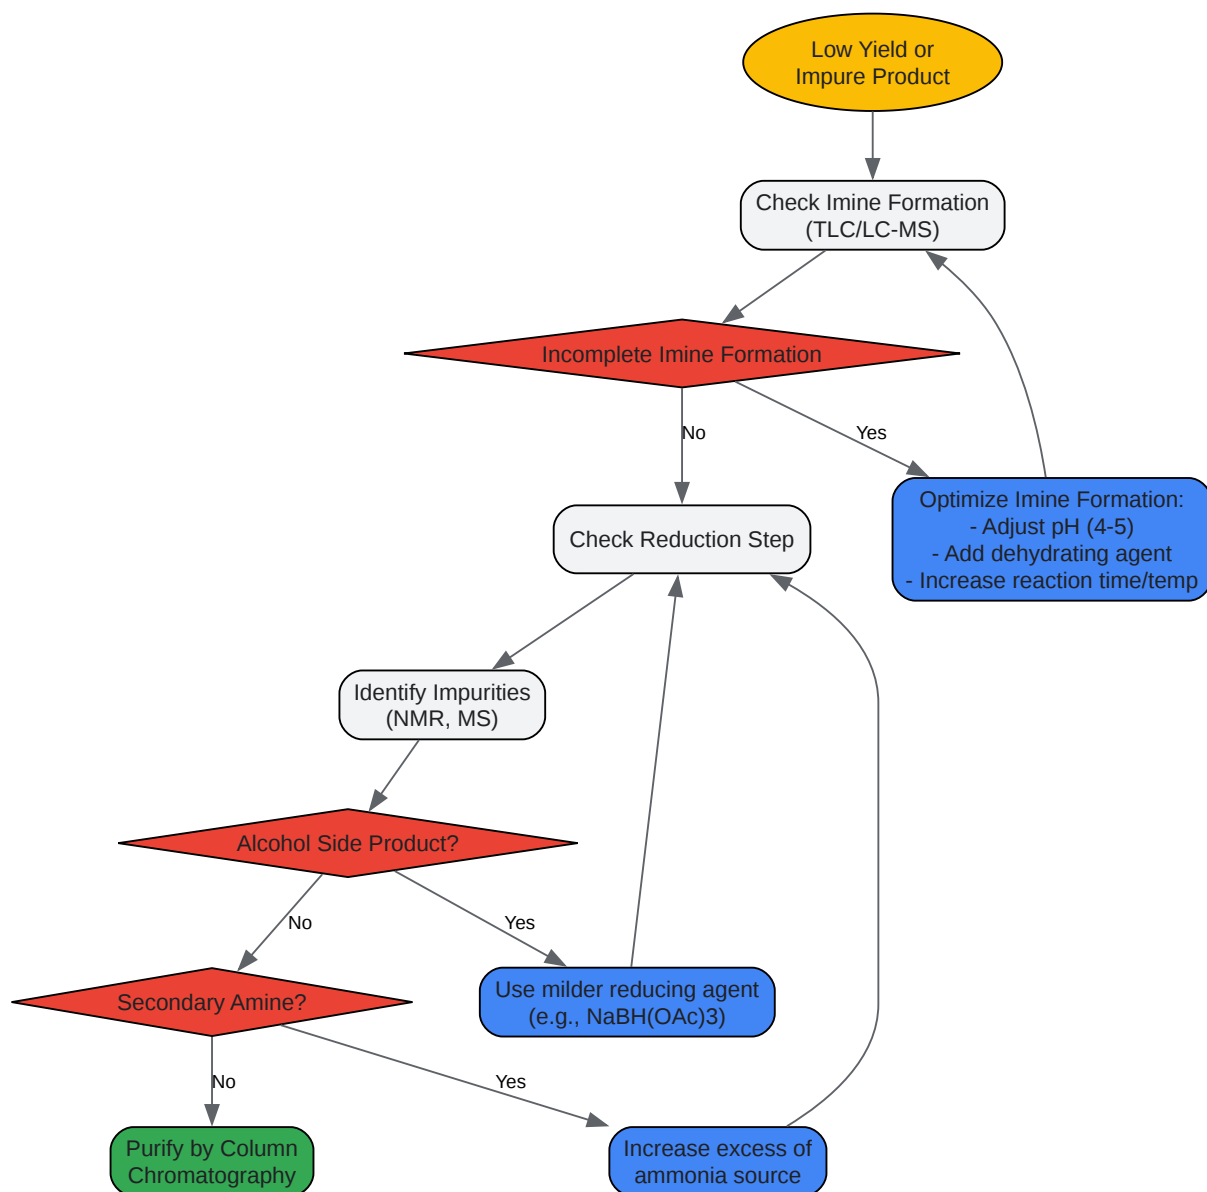 Low Yield or
Impure Product
Check Imine Formation
(TLC/LC-MS)
Incomplete Imine Formation
No
Yes
Optimize Imine Formation:
- Adjust pH (4-5)
- Add dehydrating agent
- Increase reaction time/temp
Check Reduction Step
Identify Impurities
(NMR, MS)
Alcohol Side Product?
No
Yes
Use milder reducing agent
(e.g., NaBH(OAc)3)
Secondary Amine?
No
Yes
Purify by Column
Chromatography
Increase excess of
ammonia source